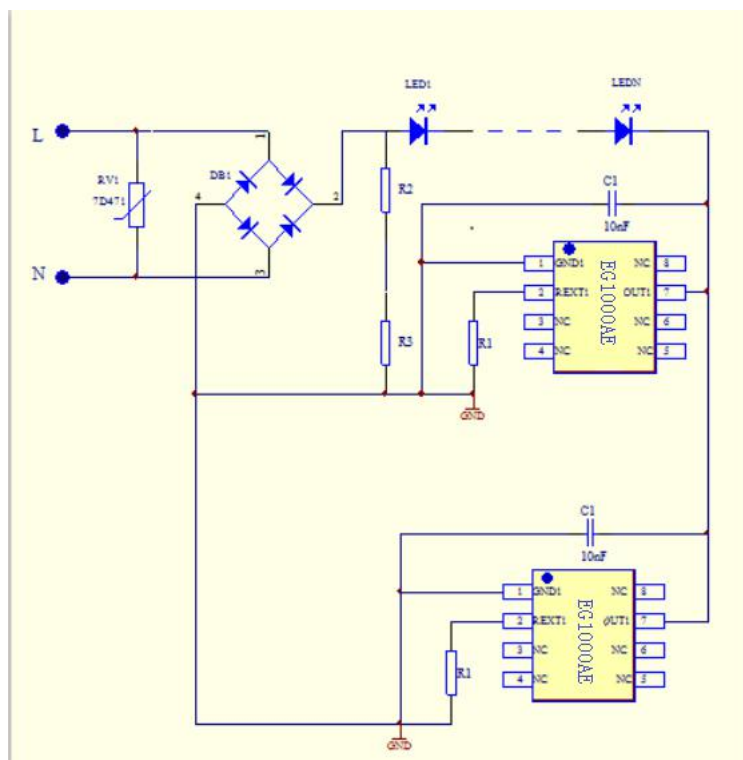 LED1
LEDN
L
1
RV1
7D471
DB1
4
2
R2
C1
10nF
N
3
1 GND1 NC 8
2 REXT1 OUT1 7
3 NC NC 6
4 NC NC 5
EG1000AE
R3
R1
GND
C1
10nF
1 GND1 NC 8
2 REXT1 OUT1 7
3 NC NC 6
4 NC NC 5
EG1000AE
R1
GND